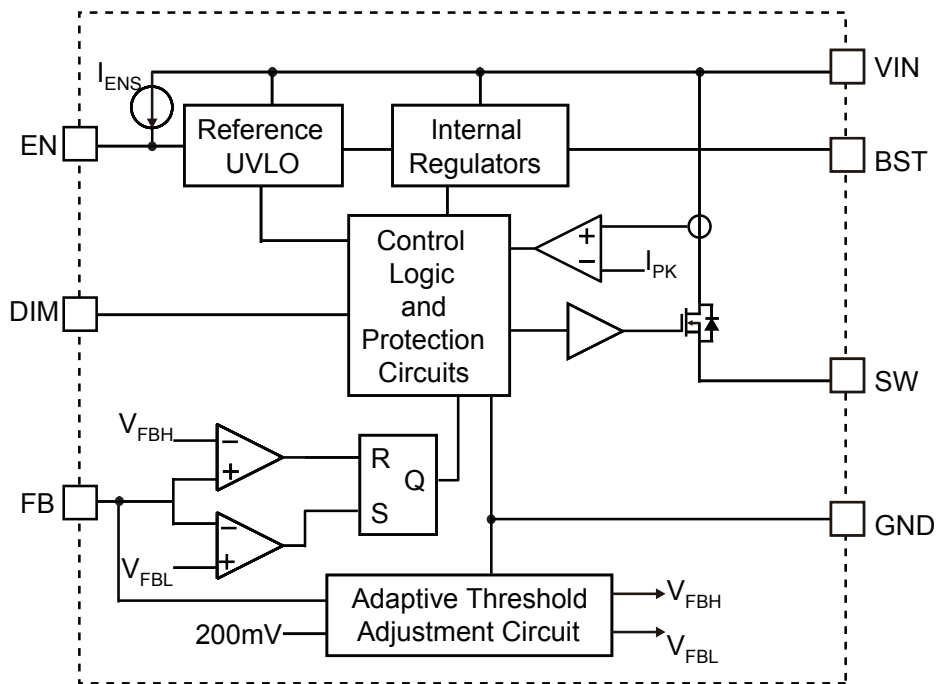 I_ENS
VIN
EN
Reference
UVLO
Internal
Regulators
BST
Control
Logic
and
Protection
Circuits
+
−
I_PK
DIM
SW
V_FBH
−
+
R
Q
S
FB
−
+
V_FBL
GND
Adaptive Threshold
Adjustment Circuit
200mV
V_FBH
V_FBL